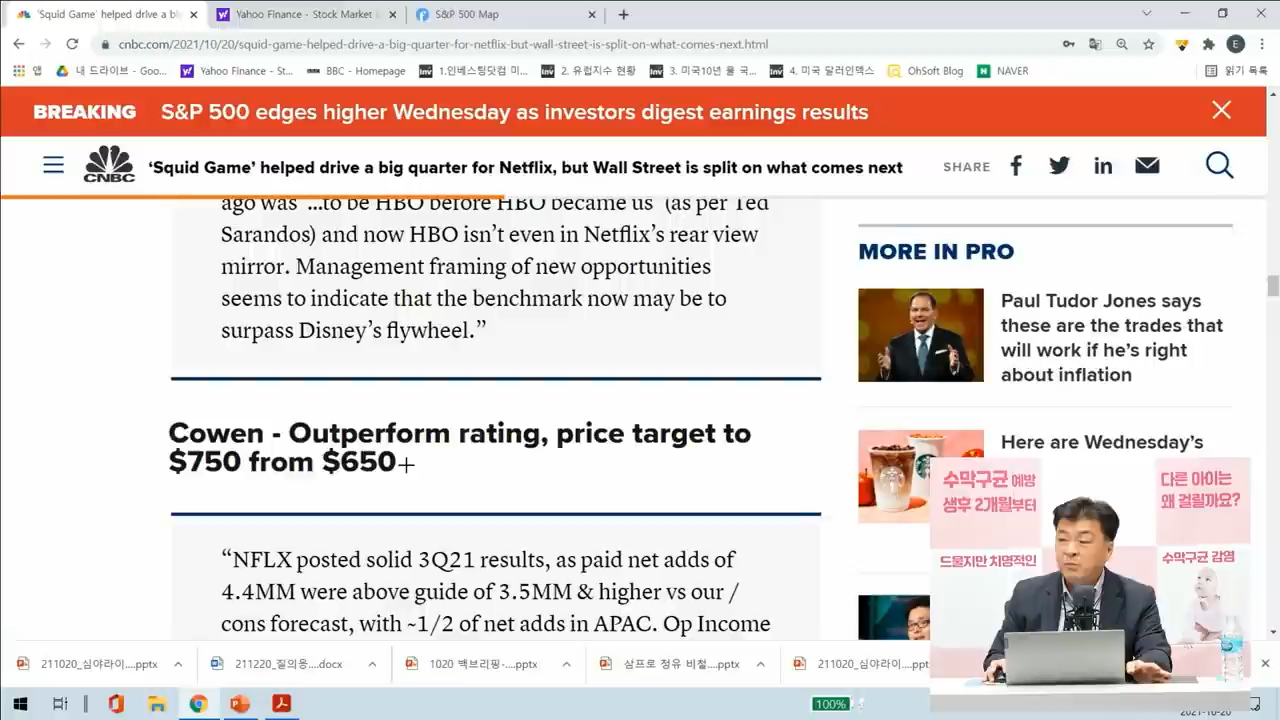 'Squid Game' helped drive a bi
Yahoo Finance - Stock Market
S&P 500 Map
cnbc.com/2021/10/20/squid-game-helped-drive-a-big-quarter-for-netflix-but-wall-street-is-split-on-what-comes-next.html
E
앱
내 드라이브 - Goo...
Yahoo Finance - St...
BBC - Homepage
1.인베스팅닷컴 미...
2. 유럽지수 현황
3. 미국10년 물 국...
4. 미국 달러인덱스
OhSoft Blog
NAVER
읽기 목록
BREAKING S&P 500 edges higher Wednesday as investors digest earnings results
CNBC
'Squid Game' helped drive a big quarter for Netflix, but Wall Street is split on what comes next
SHARE
ago was "...to be HBO before HBO became us" (as per Ted
Sarandos) and now HBO isn't even in Netflix's rear view
mirror. Management framing of new opportunities
seems to indicate that the benchmark now may be to
surpass Disney's flywheel."
Cowen - Outperform rating, price target to
$750 from $650
"NFLX posted solid 3Q21 results, as paid net adds of
4.4MM were above guide of 3.5MM & higher vs our /
cons forecast, with ~1/2 of net adds in APAC. Op Income
MORE IN PRO
Paul Tudor Jones says
these are the trades that
will work if he's right
about inflation
Here are Wednesday's
수막구균 예방
생후 2개월부터
드물지만 치명적인
다른 아이는
왜 걸릴까요?
수막구균 감염
211020_심야라이....pptx
211220_질의응....docx
1020 백브리핑-....pptx
삼프로 정유 비철....pptx
211020_심야라이....ppt
100%
2021-10-20